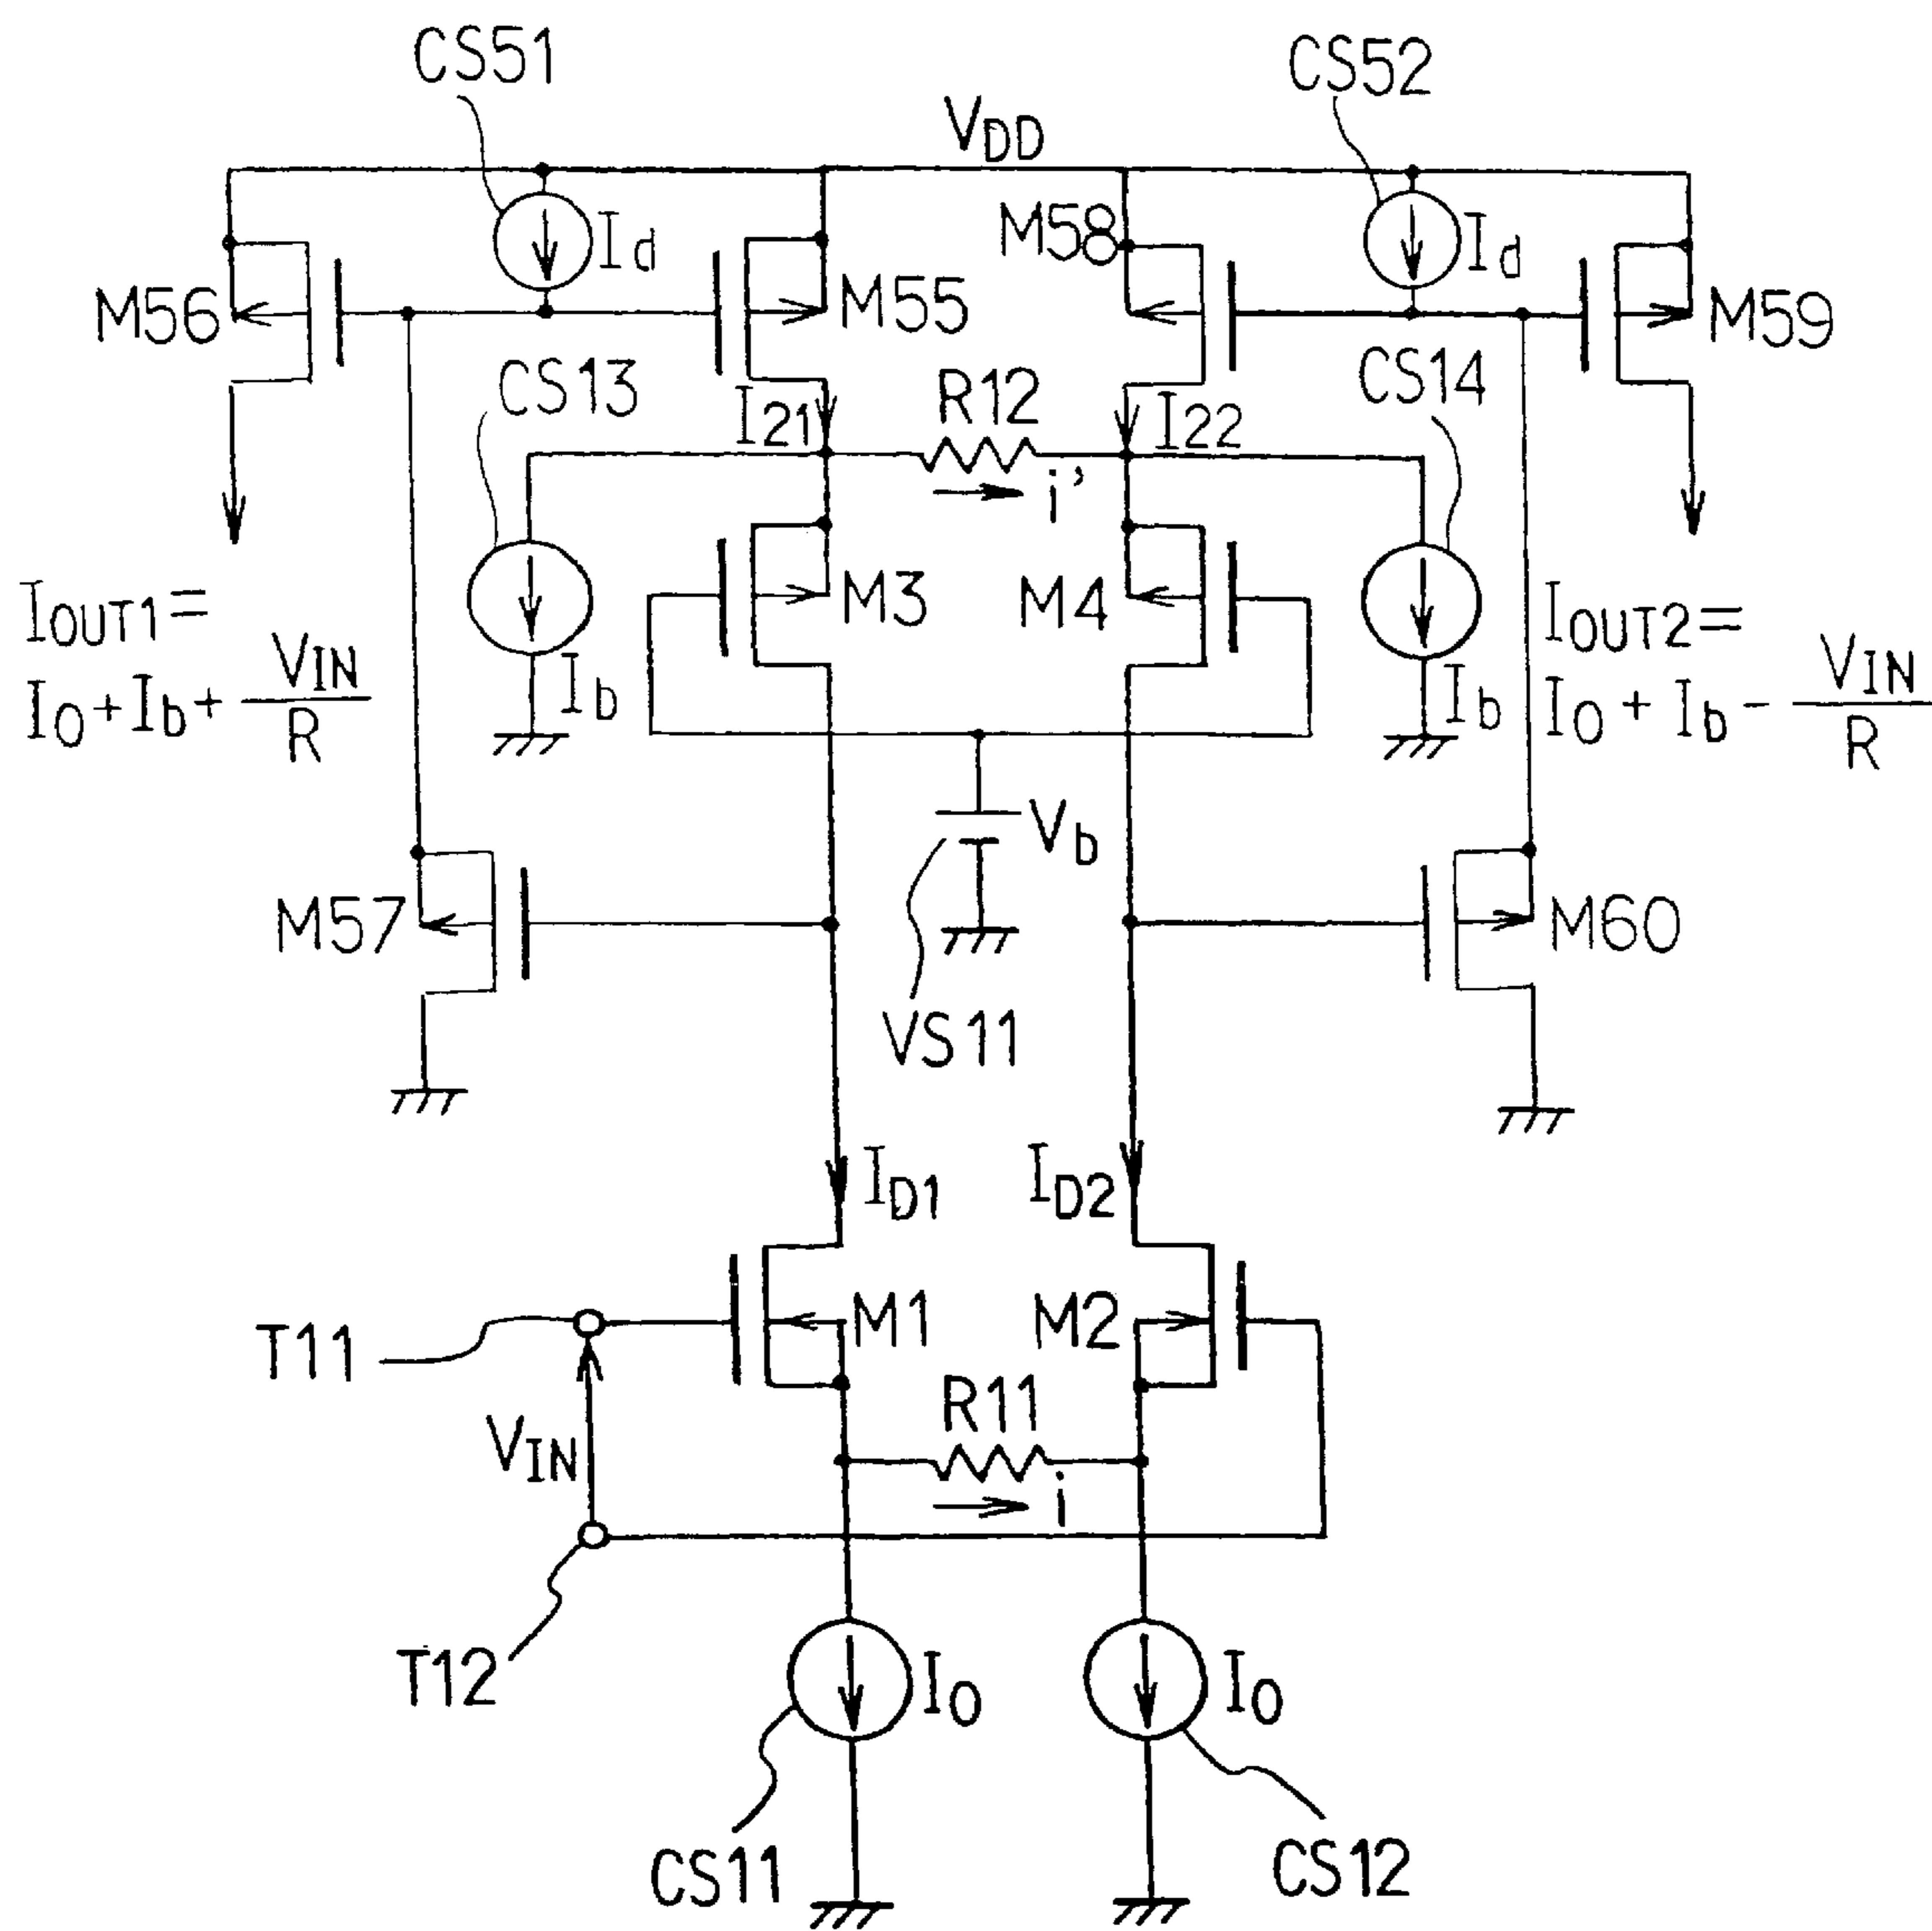 CS51
CS52
VDD
M56
Id
M55
M58
Id
M59
CS13
I21
R12
I22
CS14
i'
M3
M4
IOUT1=
IO+Ib+ VIN
R
Ib
Ib
IOUT2=
IO+Ib- VIN
R
Vb
M57
M60
VS11
ID1
ID2
T11
M1
M2
VIN
R11
i
T12
IO
IO
CS11
CS12